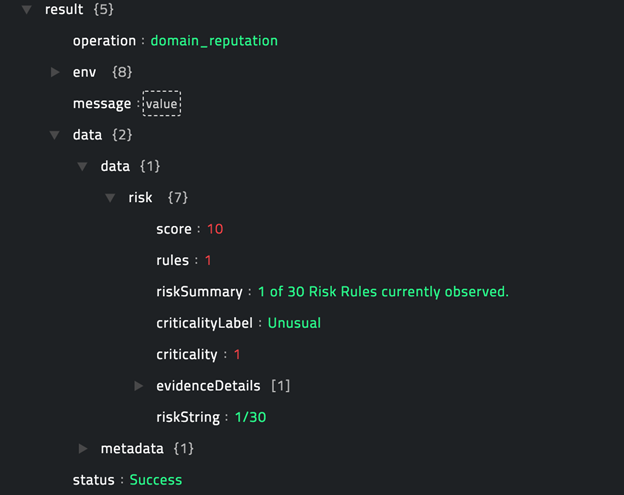 result {5}
operation : domain_reputation
env {8}
message : value
data {2}
data {1}
risk {7}
score : 10
rules : 1
riskSummary : 1 of 30 Risk Rules currently observed.
criticalityLabel : Unusual
criticality : 1
evidenceDetails [1]
riskString : 1/30
metadata {1}
status : Success